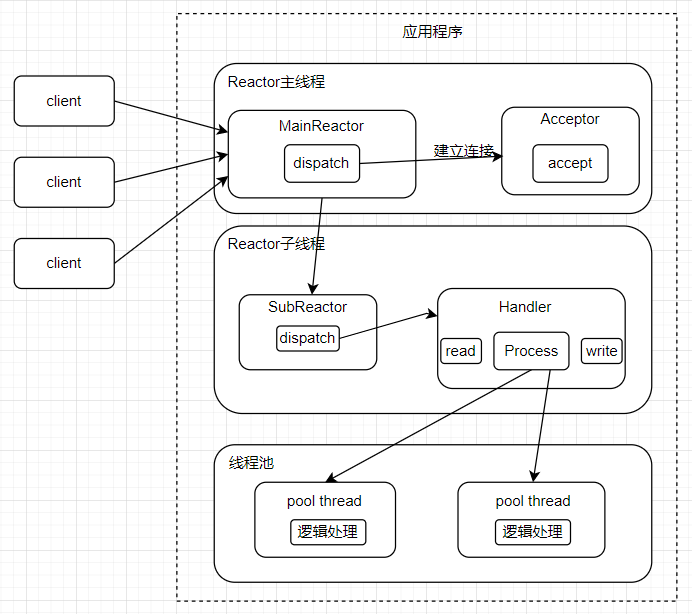 应用程序
Reactor主线程
client
client
client
MainReactor
dispatch
建立连接
Acceptor
accept
Reactor子线程
SubReactor
dispatch
Handler
read
Process
write
线程池
pool thread
逻辑处理
pool thread
逻辑处理